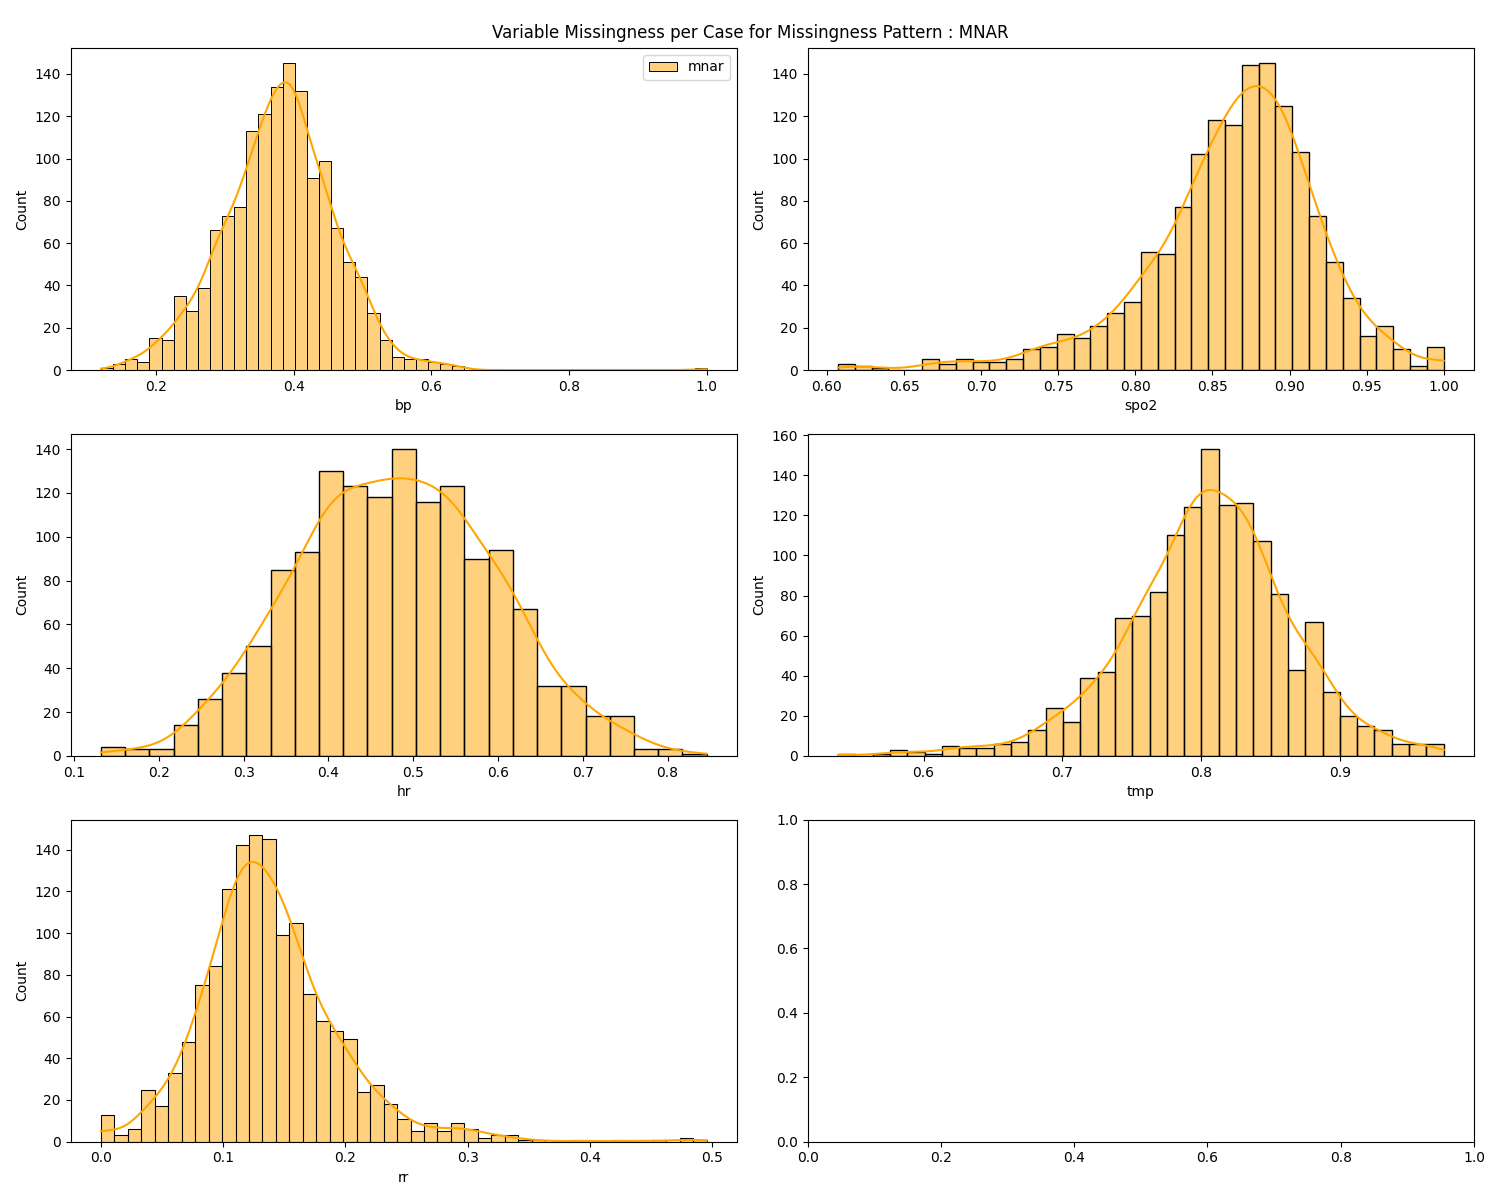 Variable Missingness per Case for Missingness Pattern : MNAR
mnar
Count
140
120
100
80
60
40
20
0
0.2 0.4 0.6 0.8 1.0
bp
Count
140
120
100
80
60
40
20
0
0.60 0.65 0.70 0.75 0.80 0.85 0.90 0.95 1.00
spo2
Count
140
120
100
80
60
40
20
0
0.1 0.2 0.3 0.4 0.5 0.6 0.7 0.8
hr
Count
160
140
120
100
80
60
40
20
0
0.6 0.7 0.8 0.9
tmp
Count
140
120
100
80
60
40
20
0
0.0 0.1 0.2 0.3 0.4 0.5
rr
1.0
0.8
0.6
0.4
0.2
0.0
0.0 0.2 0.4 0.6 0.8 1.0